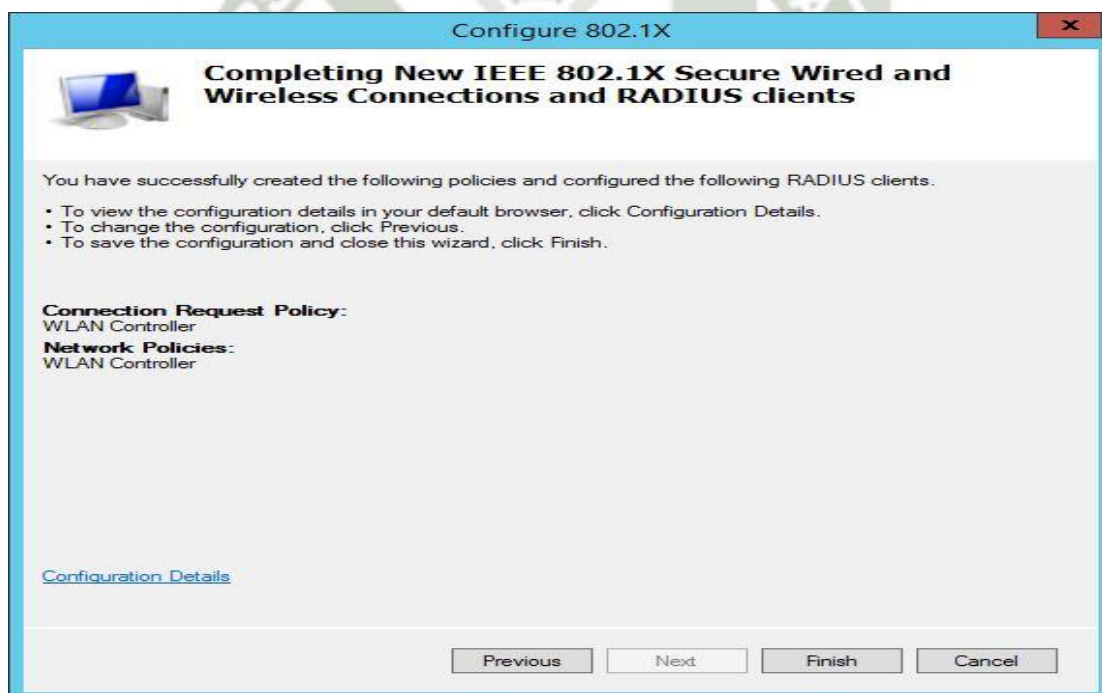 Configure 802.1X
x
Completing New IEEE 802.1X Secure Wired and
Wireless Connections and RADIUS clients
You have successfully created the following policies and configured the following RADIUS clients.
• To view the configuration details in your default browser, click Configuration Details.
• To change the configuration, click Previous.
• To save the configuration and close this wizard, click Finish.
Connection Request Policy:
WLAN Controller
Network Policies:
WLAN Controller
Configuration Details
Previous Next Finish Cancel